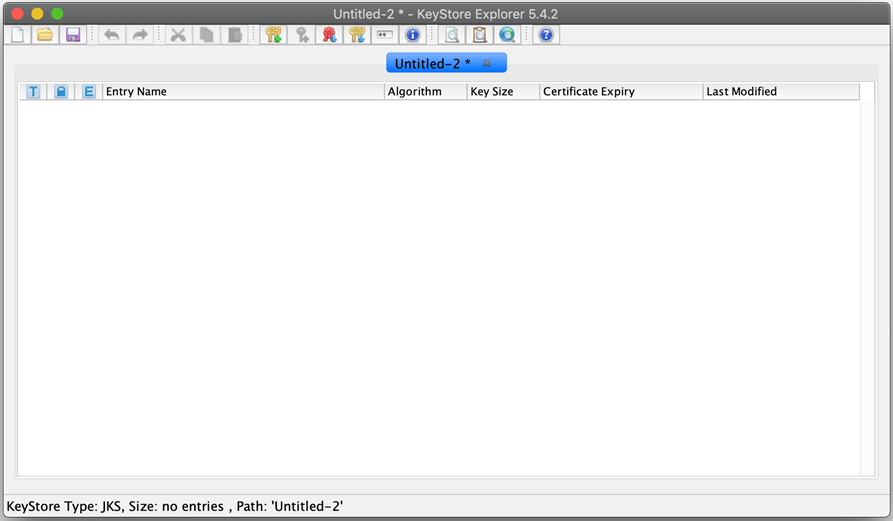 Untitled-2 * - KeyStore Explorer 5.4.2
Untitled-2 *
T E Entry Name Algorithm Key Size Certificate Expiry Last Modified
KeyStore Type: JKS, Size: no entries , Path: 'Untitled-2'